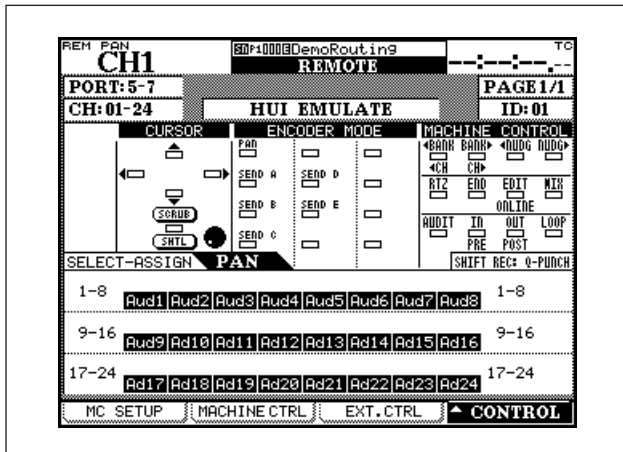 REM PAN
CH1
P1000 DemoRouting
REMOTE
TC
--:--:--.--
PORT:5-7
PAGE1/1
CH:01-24
HUI EMULATE
ID:01
CURSOR
ENCODER MODE
MACHINE CONTROL
PAN
SEND A
SEND D
SEND B
SEND E
SEND C
BANK BANK NUDG NUDG
CH CH
RTZ END EDIT MIX
ONLINE
AUDIT IN OUT LOOP
PRE POST
SCRUB
SHTL
SELECT-ASSIGN PAN
SHIFT REC: Q-PUNCH
1-8 Aud1 Aud2 Aud3 Aud4 Aud5 Aud6 Aud7 Aud8 1-8
9-16 Aud9 Ad10 Ad11 Ad12 Ad13 Ad14 Ad15 Ad16 9-16
17-24 Ad17 Ad18 Ad19 Ad20 Ad21 Ad22 Ad23 Ad24 17-24
MC SETUP MACHINE CTRL EXT.CTRL CONTROL